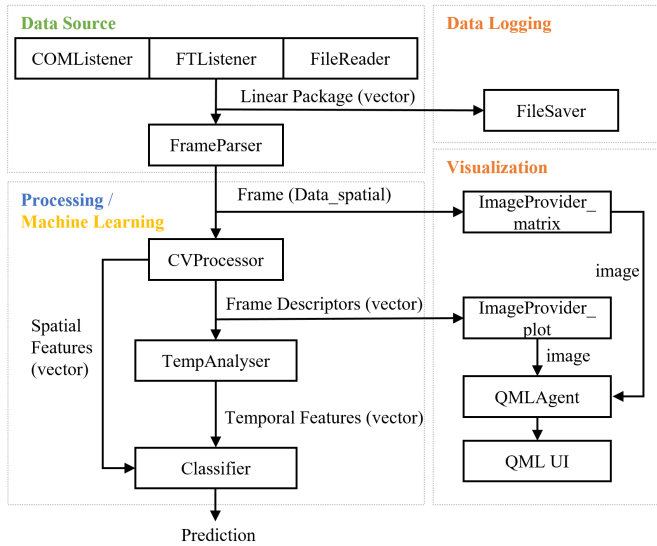 Data Source
COMListener
FTListener
FileReader
Linear Package (vector)
FrameParser
Data Logging
FileSaver
Processing /
Machine Learning
Frame (Data_spatial)
CVProcessor
Frame Descriptors (vector)
Spatial
Features
(vector)
TempAnalyser
Temporal Features (vector)
Classifier
Prediction
Visualization
ImageProvider_
matrix
image
ImageProvider_
plot
image
QMLAgent
QML UI